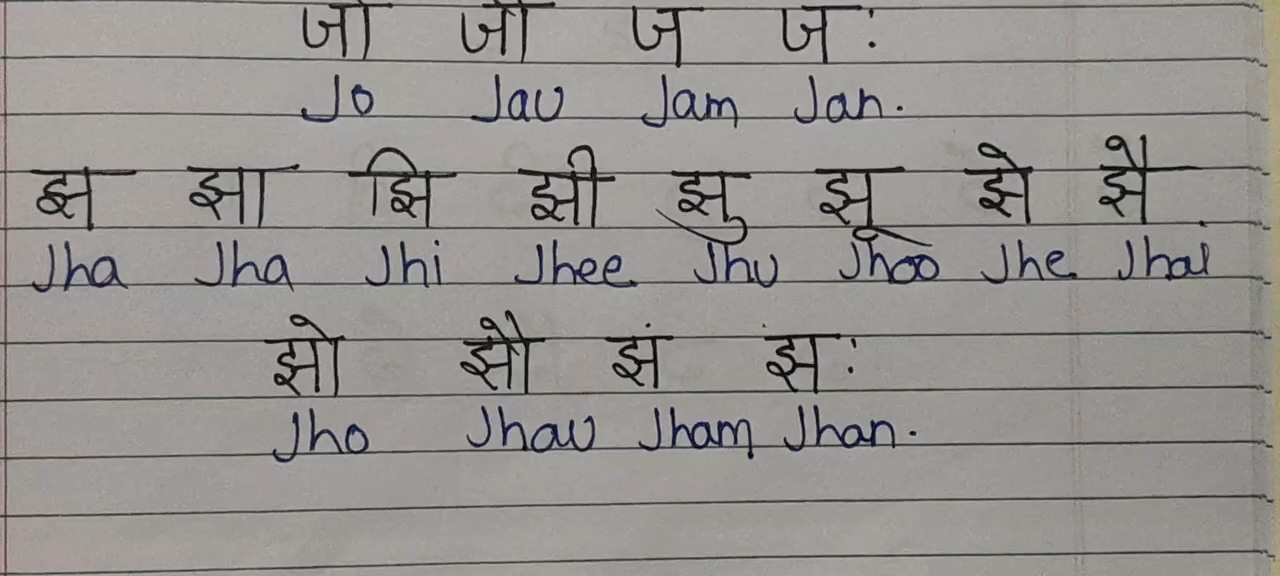 जो जौ जं जः
Jo Jau Jam Jan.
झ झा झि झी झु झू झे झै
Jha Jha Jhi Jhee Jhu Jhoo Jhe Jhai
झो झौ झं झः
Jho Jhau Jham Jhan.